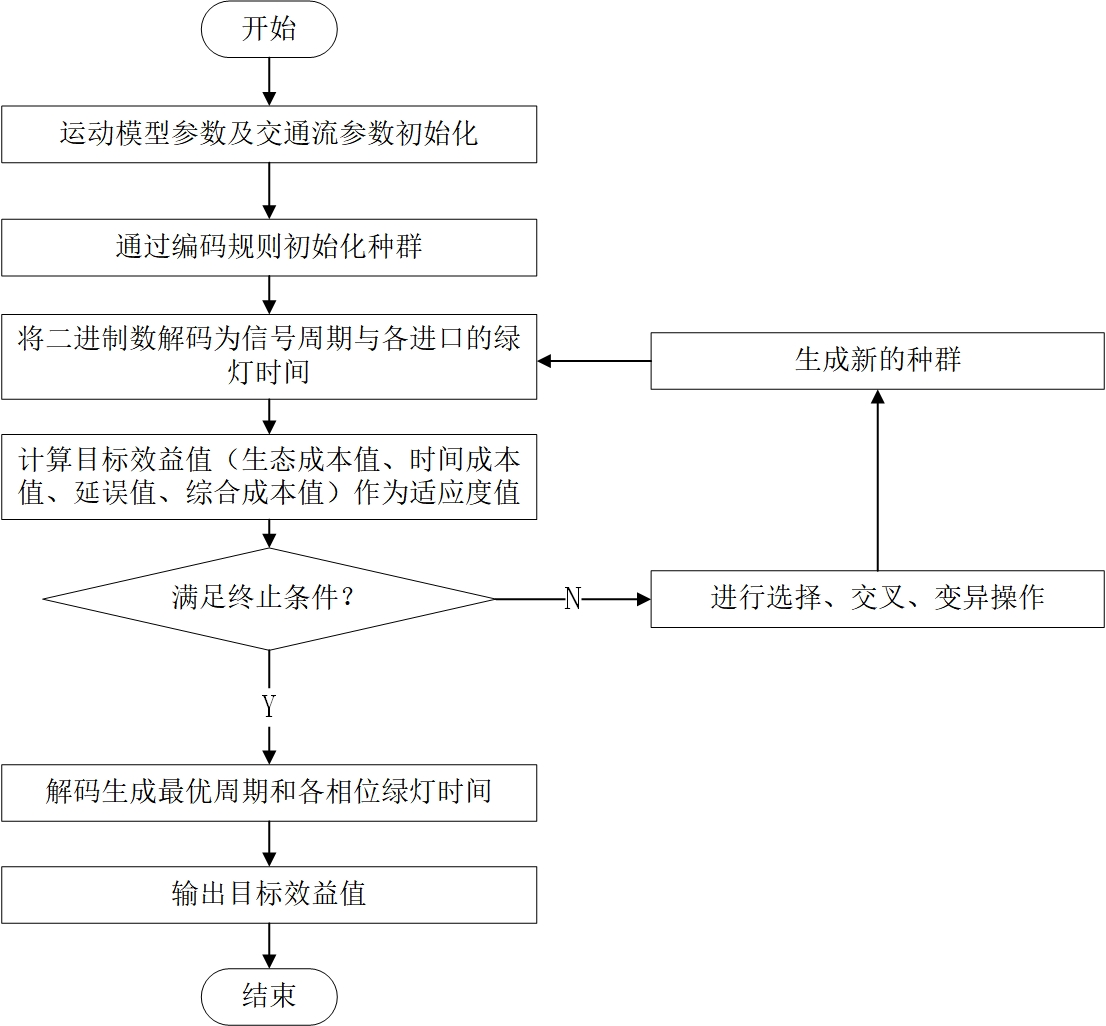 开始
运动模型参数及交通流参数初始化
通过编码规则初始化种群
将二进制数解码为信号周期与各进口的绿
灯时间
生成新的种群
计算目标效益值（生态成本值、时间成本
值、延误值、综合成本值）作为适应度值
满足终止条件？
N
进行选择、交叉、变异操作
Y
解码生成最优周期和各相位绿灯时间
输出目标效益值
结束